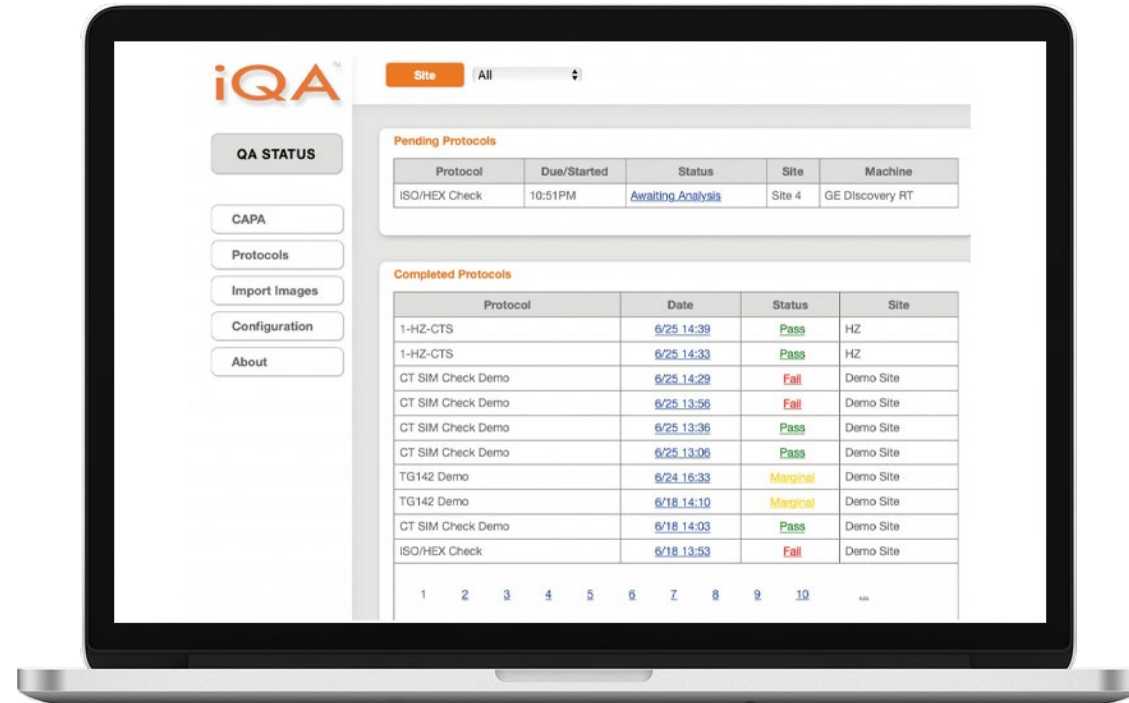 iQA™
Site All
QA STATUS
CAPA
Protocols
Import Images
Configuration
About
Pending Protocols
Protocol Due/Started Status Site Machine
ISO/HEX Check 10:51PM Awaiting Analysis Site 4 GE DIscovery RT
Completed Protocols
Protocol Date Status Site
1-HZ-CTS 6/25 14:39 Pass HZ
1-HZ-CTS 6/25 14:33 Pass HZ
CT SIM Check Demo 6/25 14:29 Fail Demo Site
CT SIM Check Demo 6/25 13:56 Fail Demo Site
CT SIM Check Demo 6/25 13:36 Pass Demo Site
CT SIM Check Demo 6/25 13:06 Pass Demo Site
TG142 Demo 6/24 16:33 Marginal Demo Site
TG142 Demo 6/18 14:10 Marginal Demo Site
CT SIM Check Demo 6/18 14:03 Pass Demo Site
ISO/HEX Check 6/18 13:53 Fail Demo Site
1 2 3 4 5 6 7 8 9 10 ...